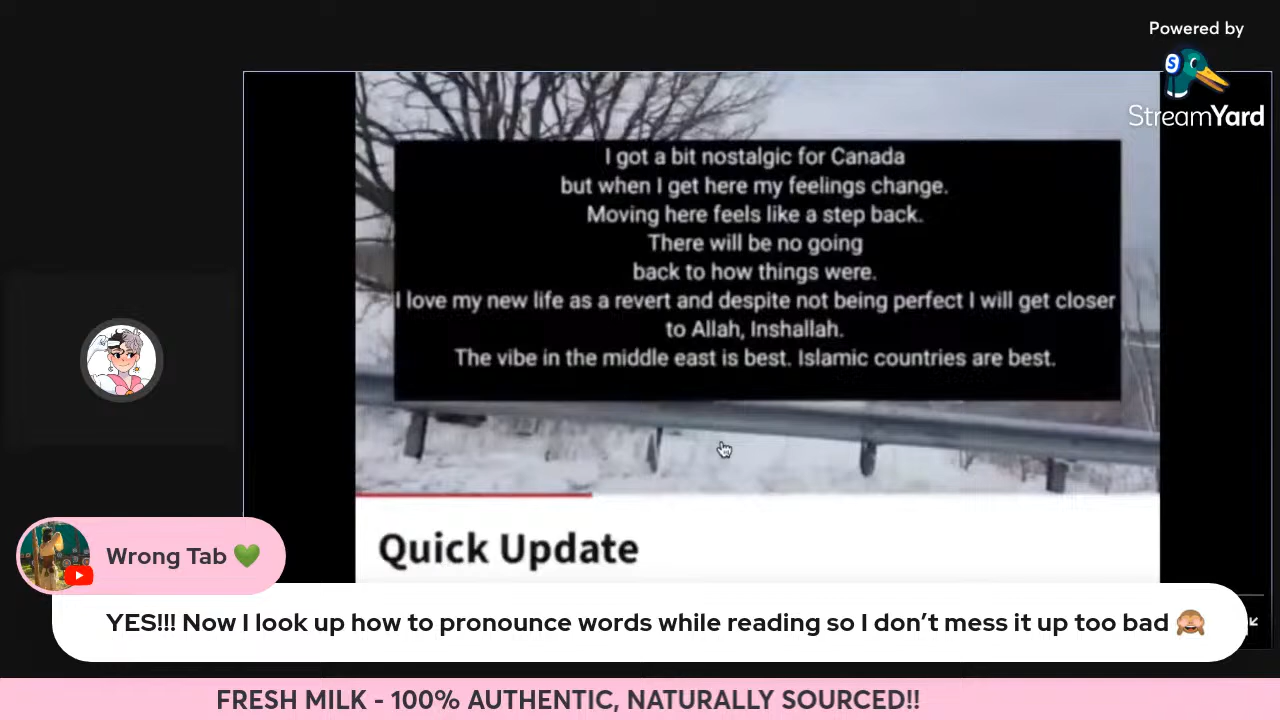 Powered by
StreamYard
I got a bit nostalgic for Canada
but when I get here my feelings change.
Moving here feels like a step back.
There will be no going
back to how things were.
I love my new life as a revert and despite not being perfect I will get closer
to Allah, Inshallah.
The vibe in the middle east is best. Islamic countries are best.
Quick Update
Wrong Tab 💚
YES!!! Now I look up how to pronounce words while reading so I don’t mess it up too bad 🙈
FRESH MILK - 100% AUTHENTIC, NATURALLY SOURCED!!